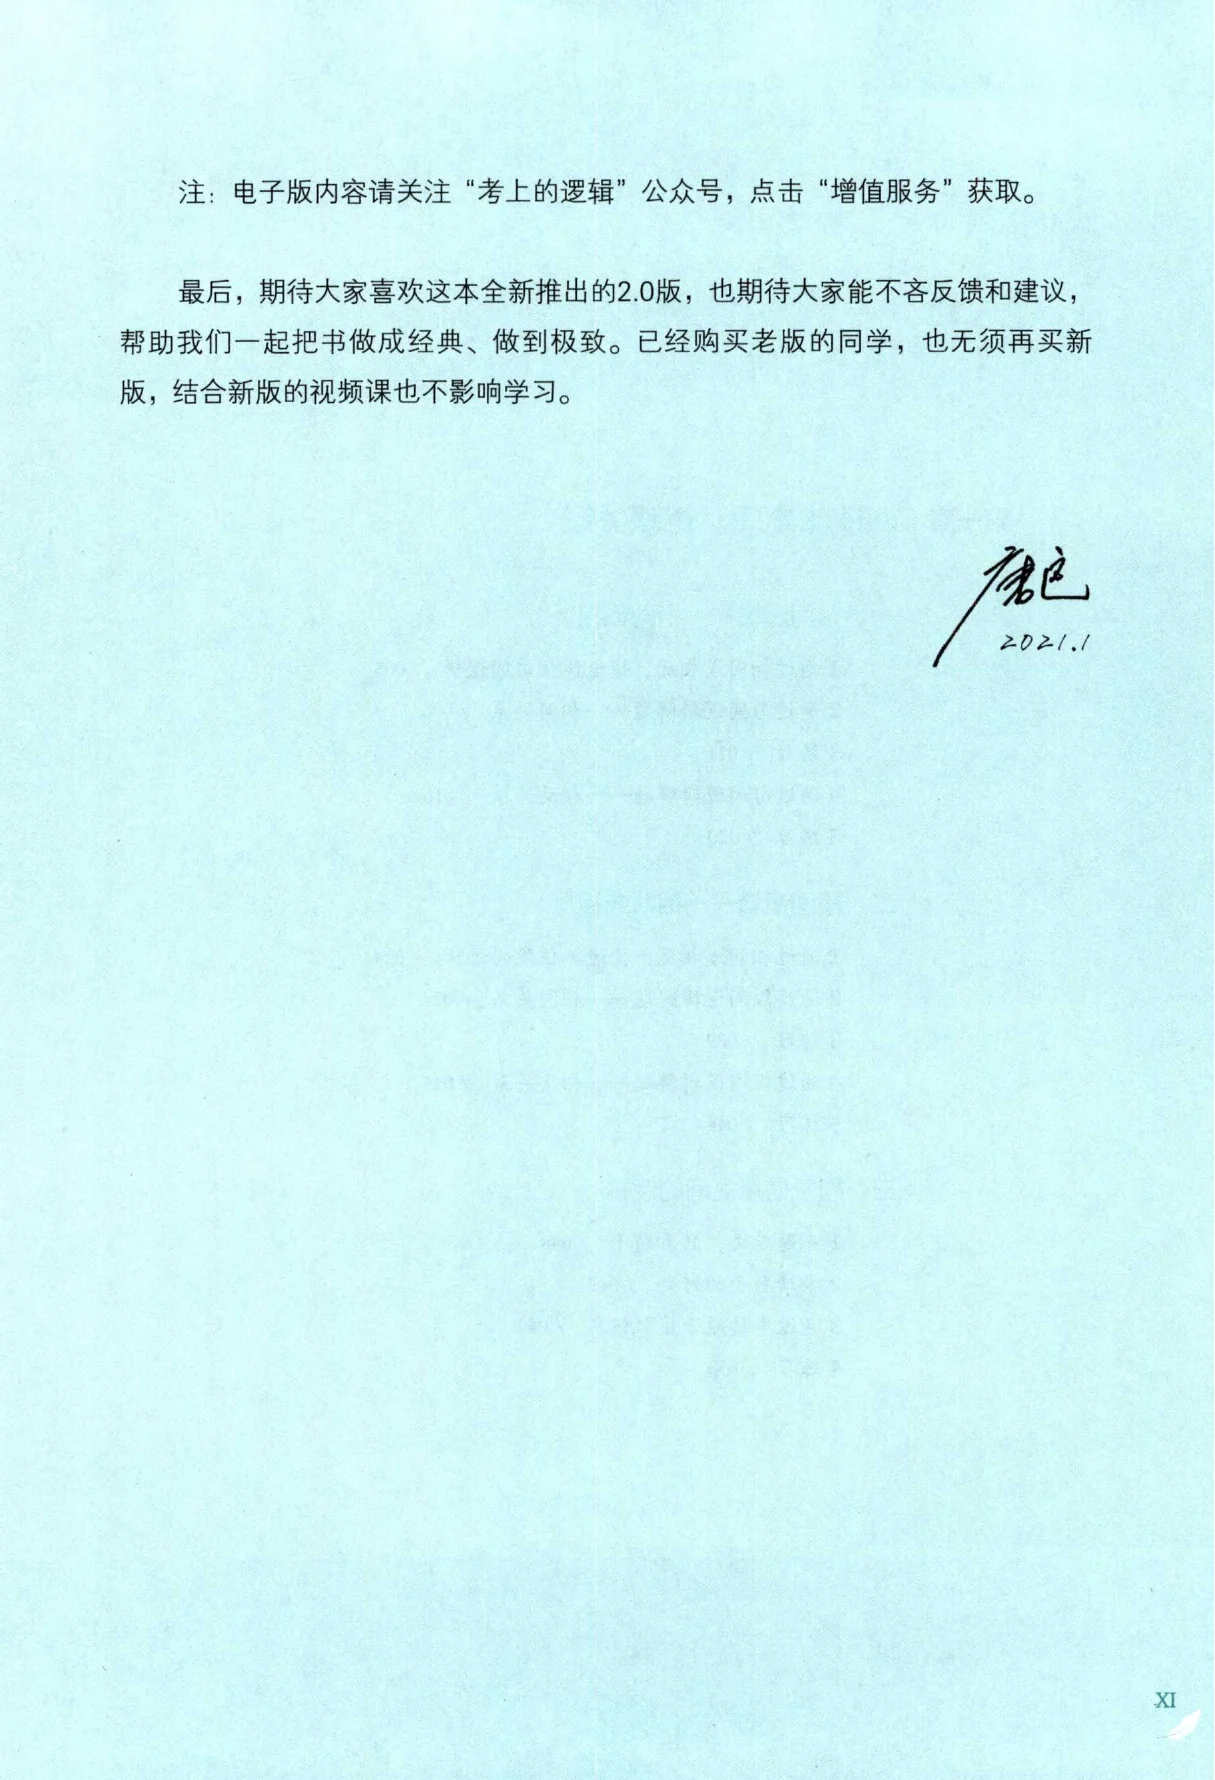 注：电子版内容请关注“考上的逻辑”公众号，点击“增值服务”获取。
最后，期待大家喜欢这本全新推出的2.0版，也期待大家能不吝反馈和建议，
帮助我们一起把书做成经典、做到极致。已经购买老版的同学，也无须再买新
版，结合新版的视频课也不影响学习。
2021.1
XI